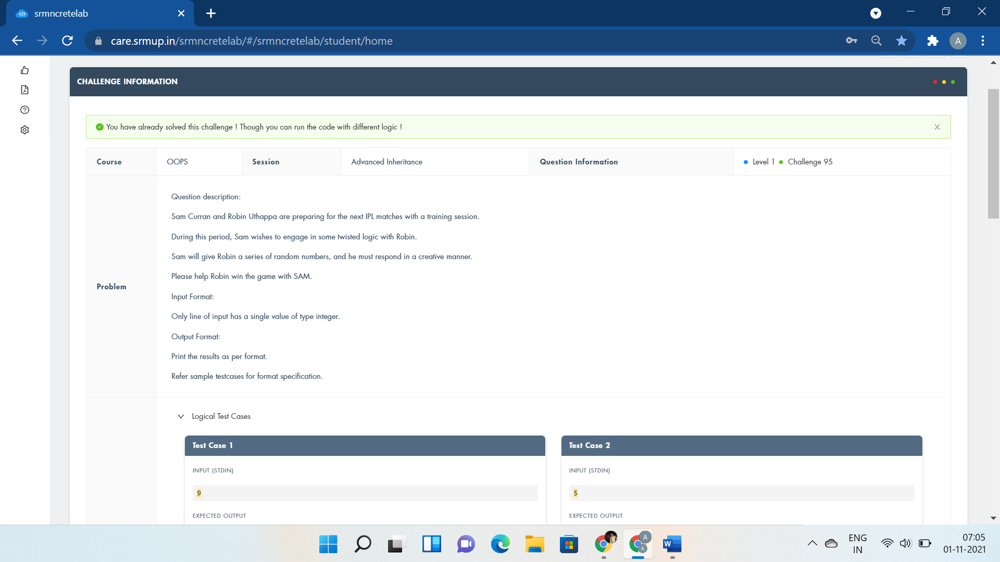 srmncretelab
care.srmup.in/srmncretelab/#/srmncretelab/student/home
A
CHALLENGE INFORMATION
You have already solved this challenge ! Though you can run the code with different logic !
Course OOPS Session Advanced Inheritance Question Information Level 1 Challenge 95
Problem
Question description:
Sam Curran and Robin Uthappa are preparing for the next IPL matches with a training session.
During this period, Sam wishes to engage in some twisted logic with Robin.
Sam will give Robin a series of random numbers, and he must respond in a creative manner.
Please help Robin win the game with SAM.
Input Format:
Only line of input has a single value of type integer.
Output Format:
Print the results as per format.
Refer sample testcases for format specification.
Logical Test Cases
Test Case 1
INPUT (STDIN)
9
EXPECTED OUTPUT
Test Case 2
INPUT (STDIN)
5
EXPECTED OUTPUT
A
A
W
ENG
IN
07:05
01-11-2021